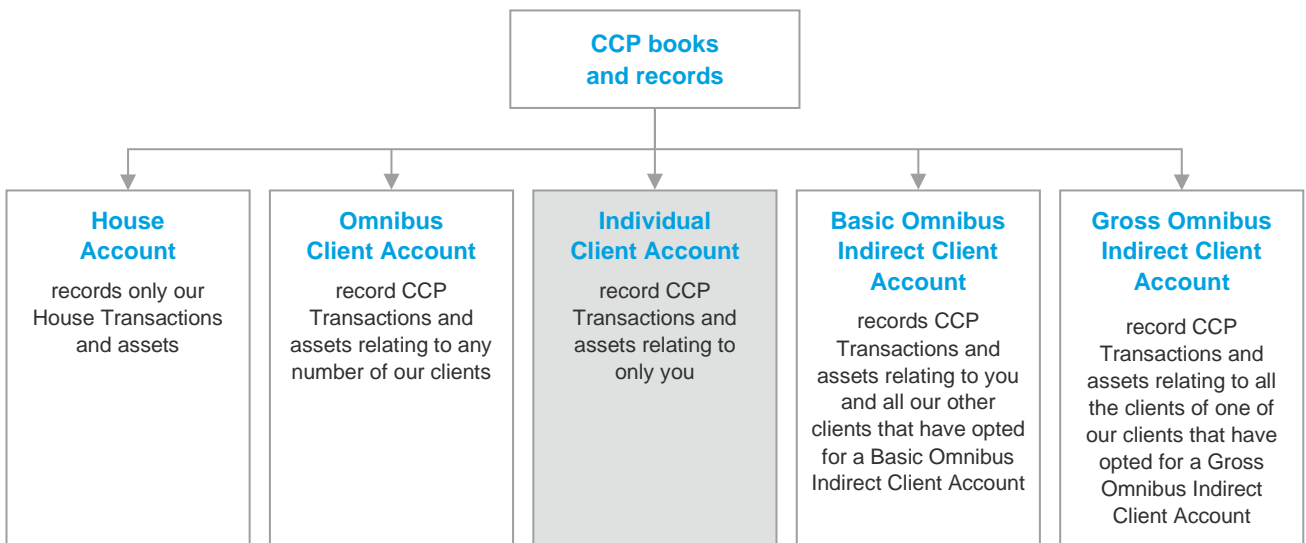 CCP books
and records
House
Account
records only our
House Transactions
and assets
Omnibus
Client Account
record CCP
Transactions and
assets relating to any
number of our clients
Individual
Client Account
record CCP
Transactions and
assets relating to
only you
Basic Omnibus
Indirect Client
Account
records CCP
Transactions and
assets relating to you
and all our other
clients that have opted
for a Basic Omnibus
Indirect Client Account
Gross Omnibus
Indirect Client
Account
record CCP
Transactions and
assets relating to all
the clients of one of
our clients that have
opted for a Gross
Omnibus Indirect
Client Account